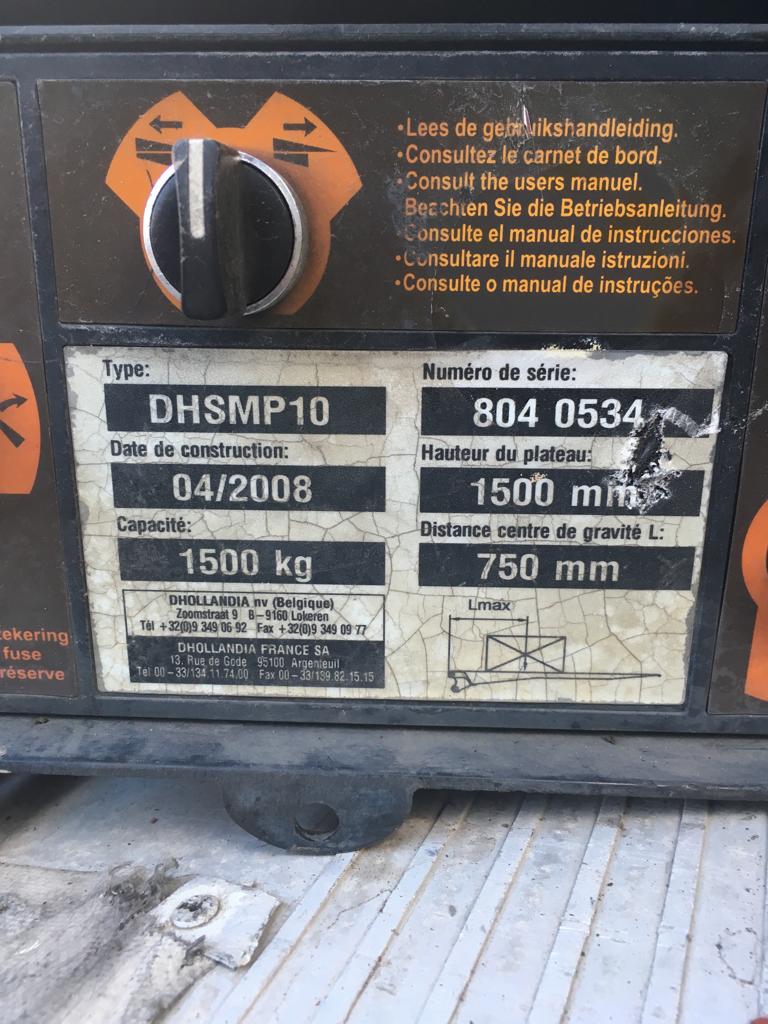 •Lees de gebruikshandleiding.
•Consultez le carnet de bord.
•Consult the users manuel.
Beachten Sie die Betriebsanleitung.
Consulte el manual de instrucciones.
•Consultare il manuale istruzioni.
•Consulte o manual de instruções.
Type:
DHSMP10
Numéro de série:
804 0534
Date de construction:
04/2008
Hauteur du plateau:
1500 mm
Capacité:
1500 kg
Distance centre de gravité L:
750 mm
DHOLLANDIA nv (Belgique)
Zoomstraat 9 B-9160 Lokeren
Tél +32(0)9 349 06 92 Fax +32(0)9 349 09 77
DHOLLANDIA FRANCE SA
13, Rue de Gode 95100 Argenteuil
Tel 00-33/134.11.74.00. Fax 00-33/139.82.15.15
Lmax
zekering
fuse
réserve